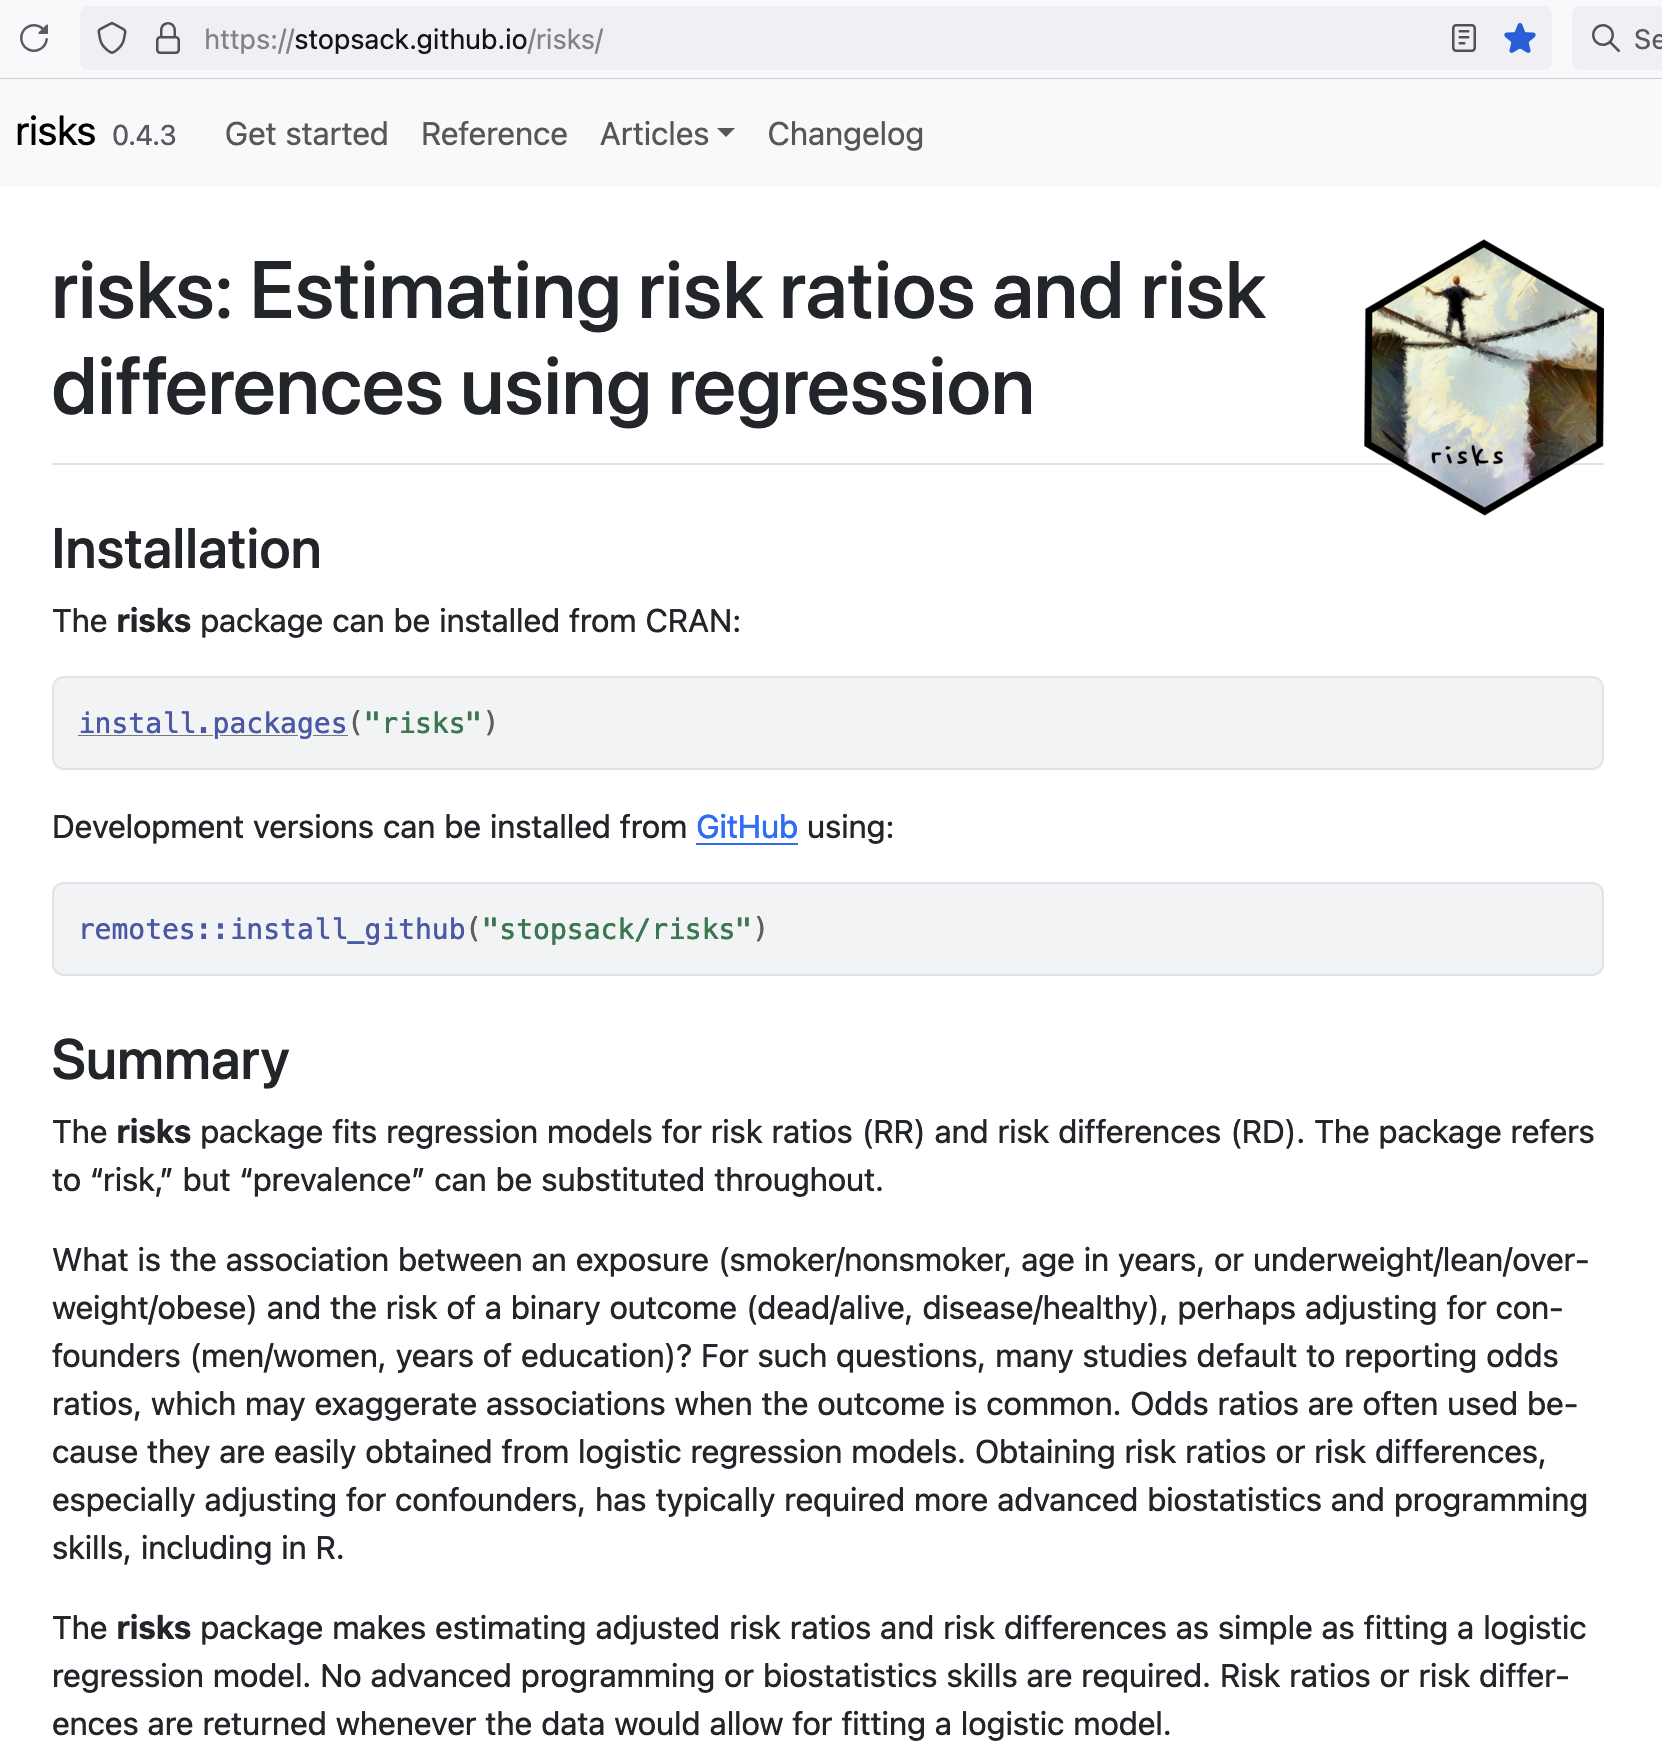 https://stopsack.github.io/risks/
Se
risks 0.4.3 Get started Reference Articles Changelog
risks: Estimating risk ratios and risk
differences using regression
risks
Installation
The risks package can be installed from CRAN:
install.packages("risks")
Development versions can be installed from GitHub using:
remotes::install_github("stopsack/risks")
Summary
The risks package fits regression models for risk ratios (RR) and risk differences (RD). The package refers
to “risk,” but “prevalence” can be substituted throughout.
What is the association between an exposure (smoker/nonsmoker, age in years, or underweight/lean/over-
weight/obese) and the risk of a binary outcome (dead/alive, disease/healthy), perhaps adjusting for con-
founders (men/women, years of education)? For such questions, many studies default to reporting odds
ratios, which may exaggerate associations when the outcome is common. Odds ratios are often used be-
cause they are easily obtained from logistic regression models. Obtaining risk ratios or risk differences,
especially adjusting for confounders, has typically required more advanced biostatistics and programming
skills, including in R.
The risks package makes estimating adjusted risk ratios and risk differences as simple as fitting a logistic
regression model. No advanced programming or biostatistics skills are required. Risk ratios or risk differ-
ences are returned whenever the data would allow for fitting a logistic model.